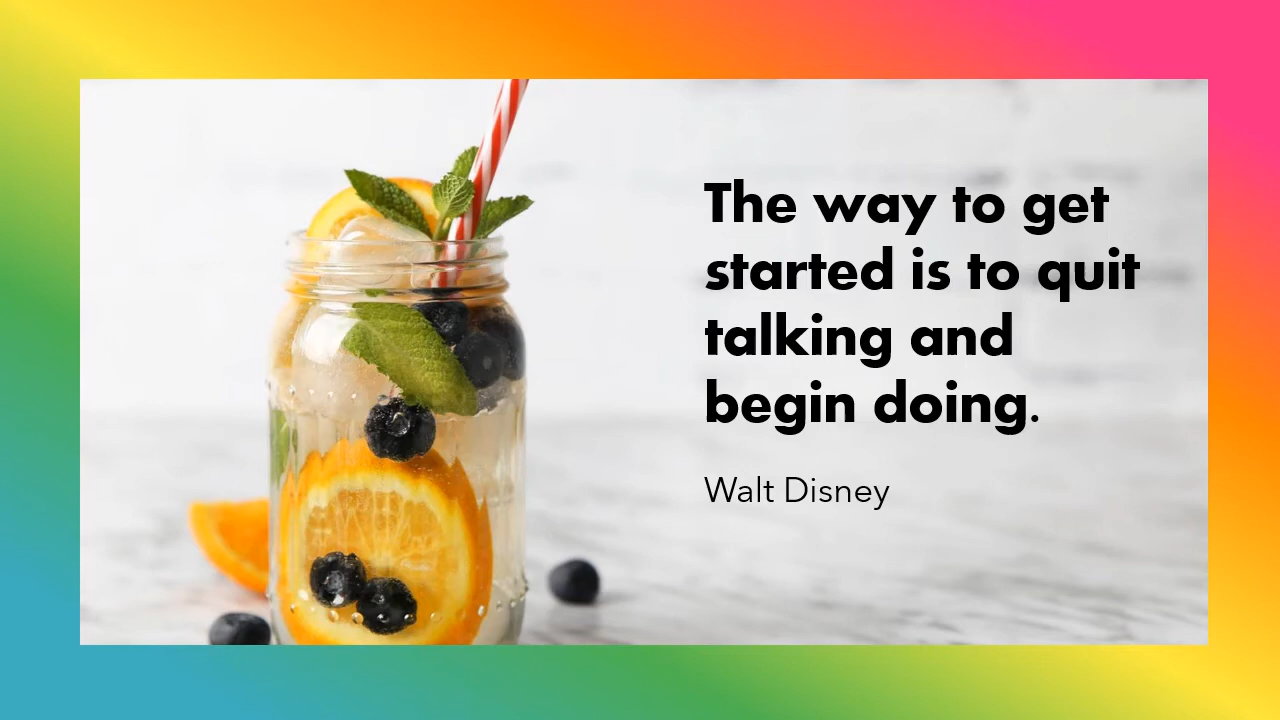 The way to get
started is to quit
talking and
begin doing.
Walt Disney